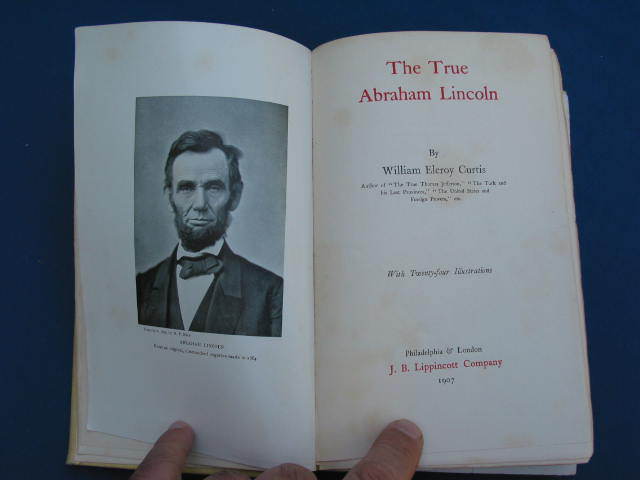 ABRAHAM LINCOLN
The True
Abraham Lincoln
By
William Eleroy Curtis
Author of "The True Thomas Jefferson," "The Turk and
his Lost Provinces," "The United States and
Foreign Powers," etc.
With Twenty-four Illustrations
Philadelphia & London
J. B. Lippincott Company
1907